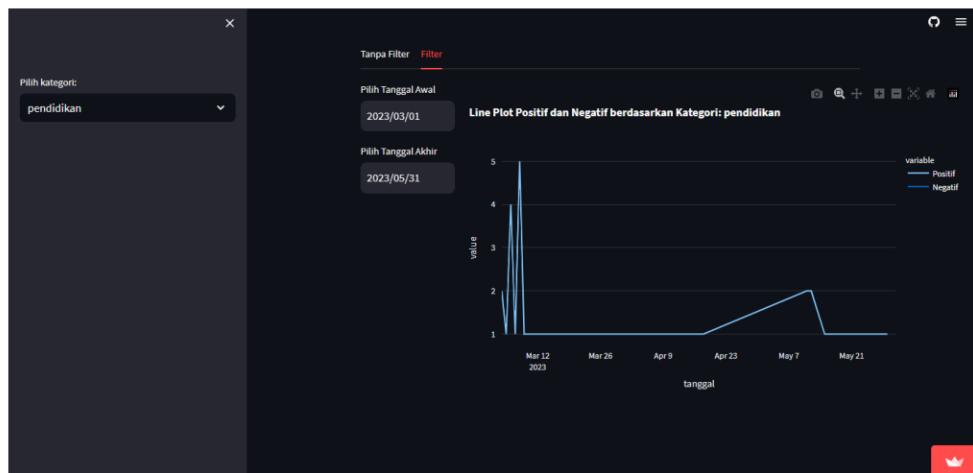 Pilih kategori:
pendidikan
Tanpa Filter Filter
Pilih Tanggal Awal
2023/03/01
Pilih Tanggal Akhir
2023/05/31
Line Plot Positif dan Negatif berdasarkan Kategori: pendidikan
variable
Positif
Negatif
value
5
4
3
2
1
Mar 12
2023
Mar 26
Apr 9
Apr 23
May 7
May 21
tanggal